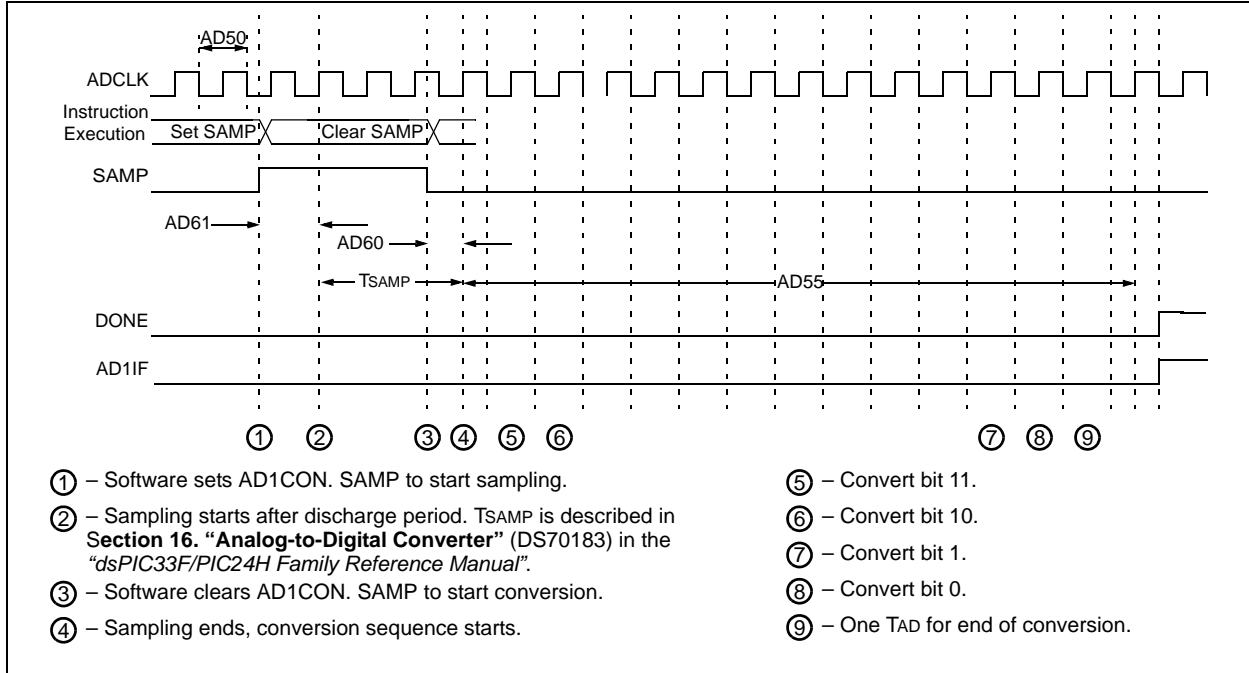 AD50
ADCLK
Instruction
Execution
Set SAMP
Clear SAMP
SAMP
AD61
AD60
TSAMP
AD55
DONE
AD1IF
1 2 3 4 5 6 7 8 9
1 – Software sets AD1CON. SAMP to start sampling.
2 – Sampling starts after discharge period. TSAMP is described in
Section 16. “Analog-to-Digital Converter” (DS70183) in the
“dsPIC33F/PIC24H Family Reference Manual”.
3 – Software clears AD1CON. SAMP to start conversion.
4 – Sampling ends, conversion sequence starts.
5 – Convert bit 11.
6 – Convert bit 10.
7 – Convert bit 1.
8 – Convert bit 0.
9 – One TAD for end of conversion.